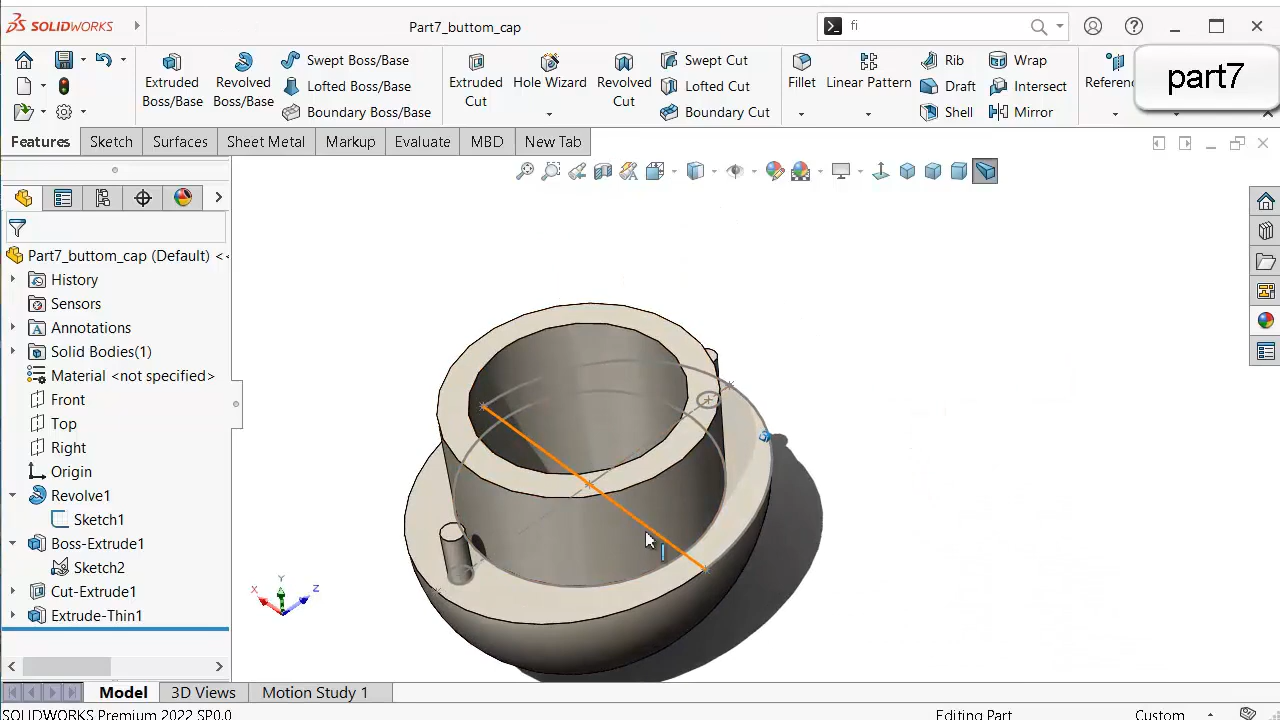 SOLIDWORKS
Part7_buttom_cap
fi
part7
Extruded Boss/Base
Revolved Boss/Base
Swept Boss/Base
Lofted Boss/Base
Boundary Boss/Base
Extruded Cut
Hole Wizard
Revolved Cut
Swept Cut
Lofted Cut
Boundary Cut
Fillet
Linear Pattern
Rib
Draft
Shell
Wrap
Intersect
Mirror
Features
Sketch
Surfaces
Sheet Metal
Markup
Evaluate
MBD
New Tab
Part7_buttom_cap (Default) <<
History
Sensors
Annotations
Solid Bodies(1)
Material <not specified>
Front
Top
Right
Origin
Revolve1
Sketch1
Boss-Extrude1
Sketch2
Cut-Extrude1
Extrude-Thin1
X
Y
Z
Model
3D Views
Motion Study 1
SOLIDWORKS Premium 2022 SP0.0
Editing Part
Custom